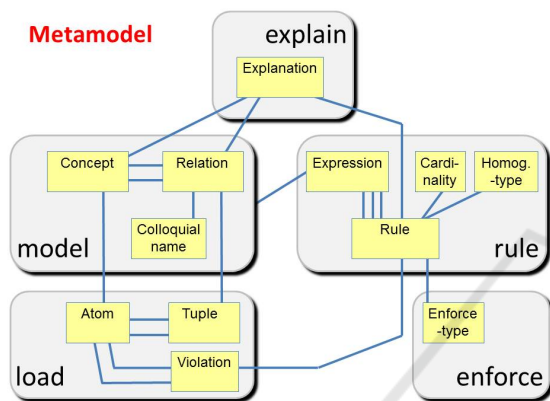 Metamodel
explain
Explanation
Concept
Relation
Colloquial
name
model
Expression
Cardi-
nality
Homog.
-type
Rule
rule
Atom
Tuple
Violation
load
Enforce
-type
enforce